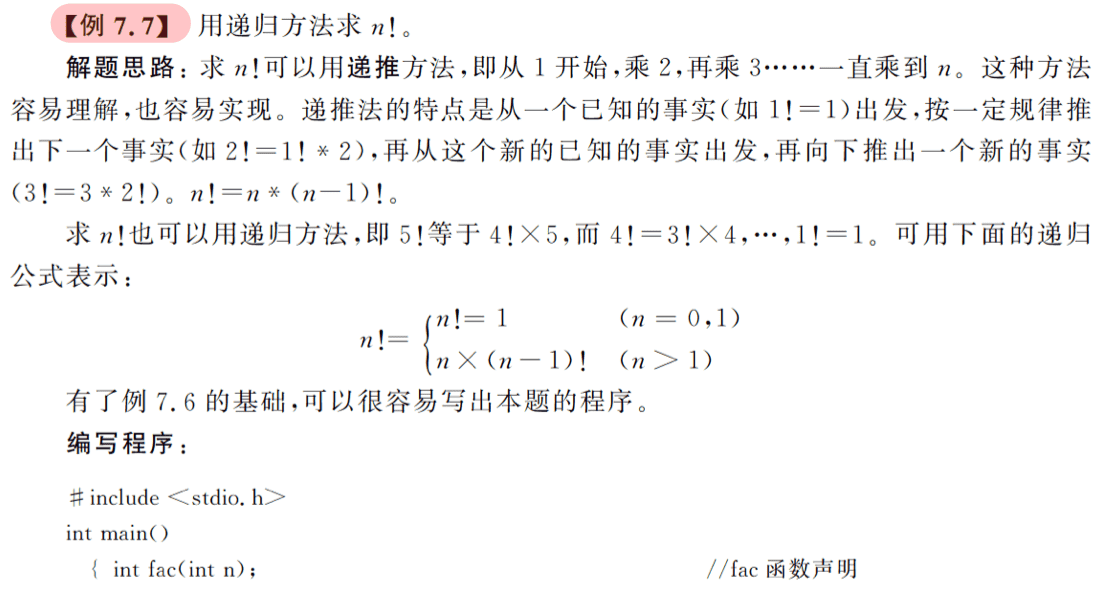 【例 7.7】 用递归方法求 n!。
解题思路：求 n!可以用递推方法,即从 1 开始,乘 2,再乘 3……一直乘到 n。这种方法
容易理解,也容易实现。递推法的特点是从一个已知的事实(如 1!=1)出发,按一定规律推
出下一个事实(如 2!=1! * 2),再从这个新的已知的事实出发,再向下推出一个新的事实
(3!=3 * 2!)。n!=n * (n-1)!。
求 n!也可以用递归方法,即 5!等于 4!×5,而 4!=3!×4,…,1!=1。可用下面的递归
公式表示：
n!= { n!= 1 (n = 0,1)
n × (n - 1)! (n > 1)
有了例 7.6 的基础,可以很容易写出本题的程序。
编写程序：
#include <stdio.h>
int main()
{ int fac(int n); //fac 函数声明